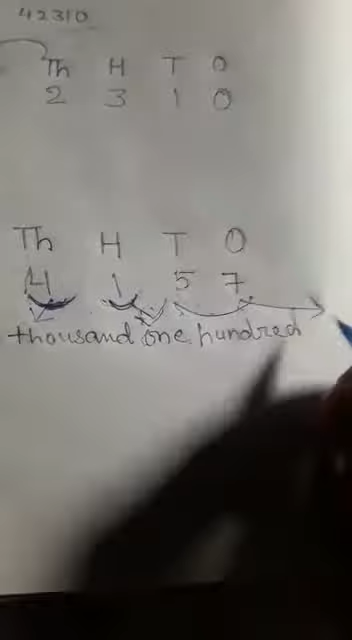 42310
Th H T O
2 3 1 0
Th H T O
4 1 5 7
thousand one hundred